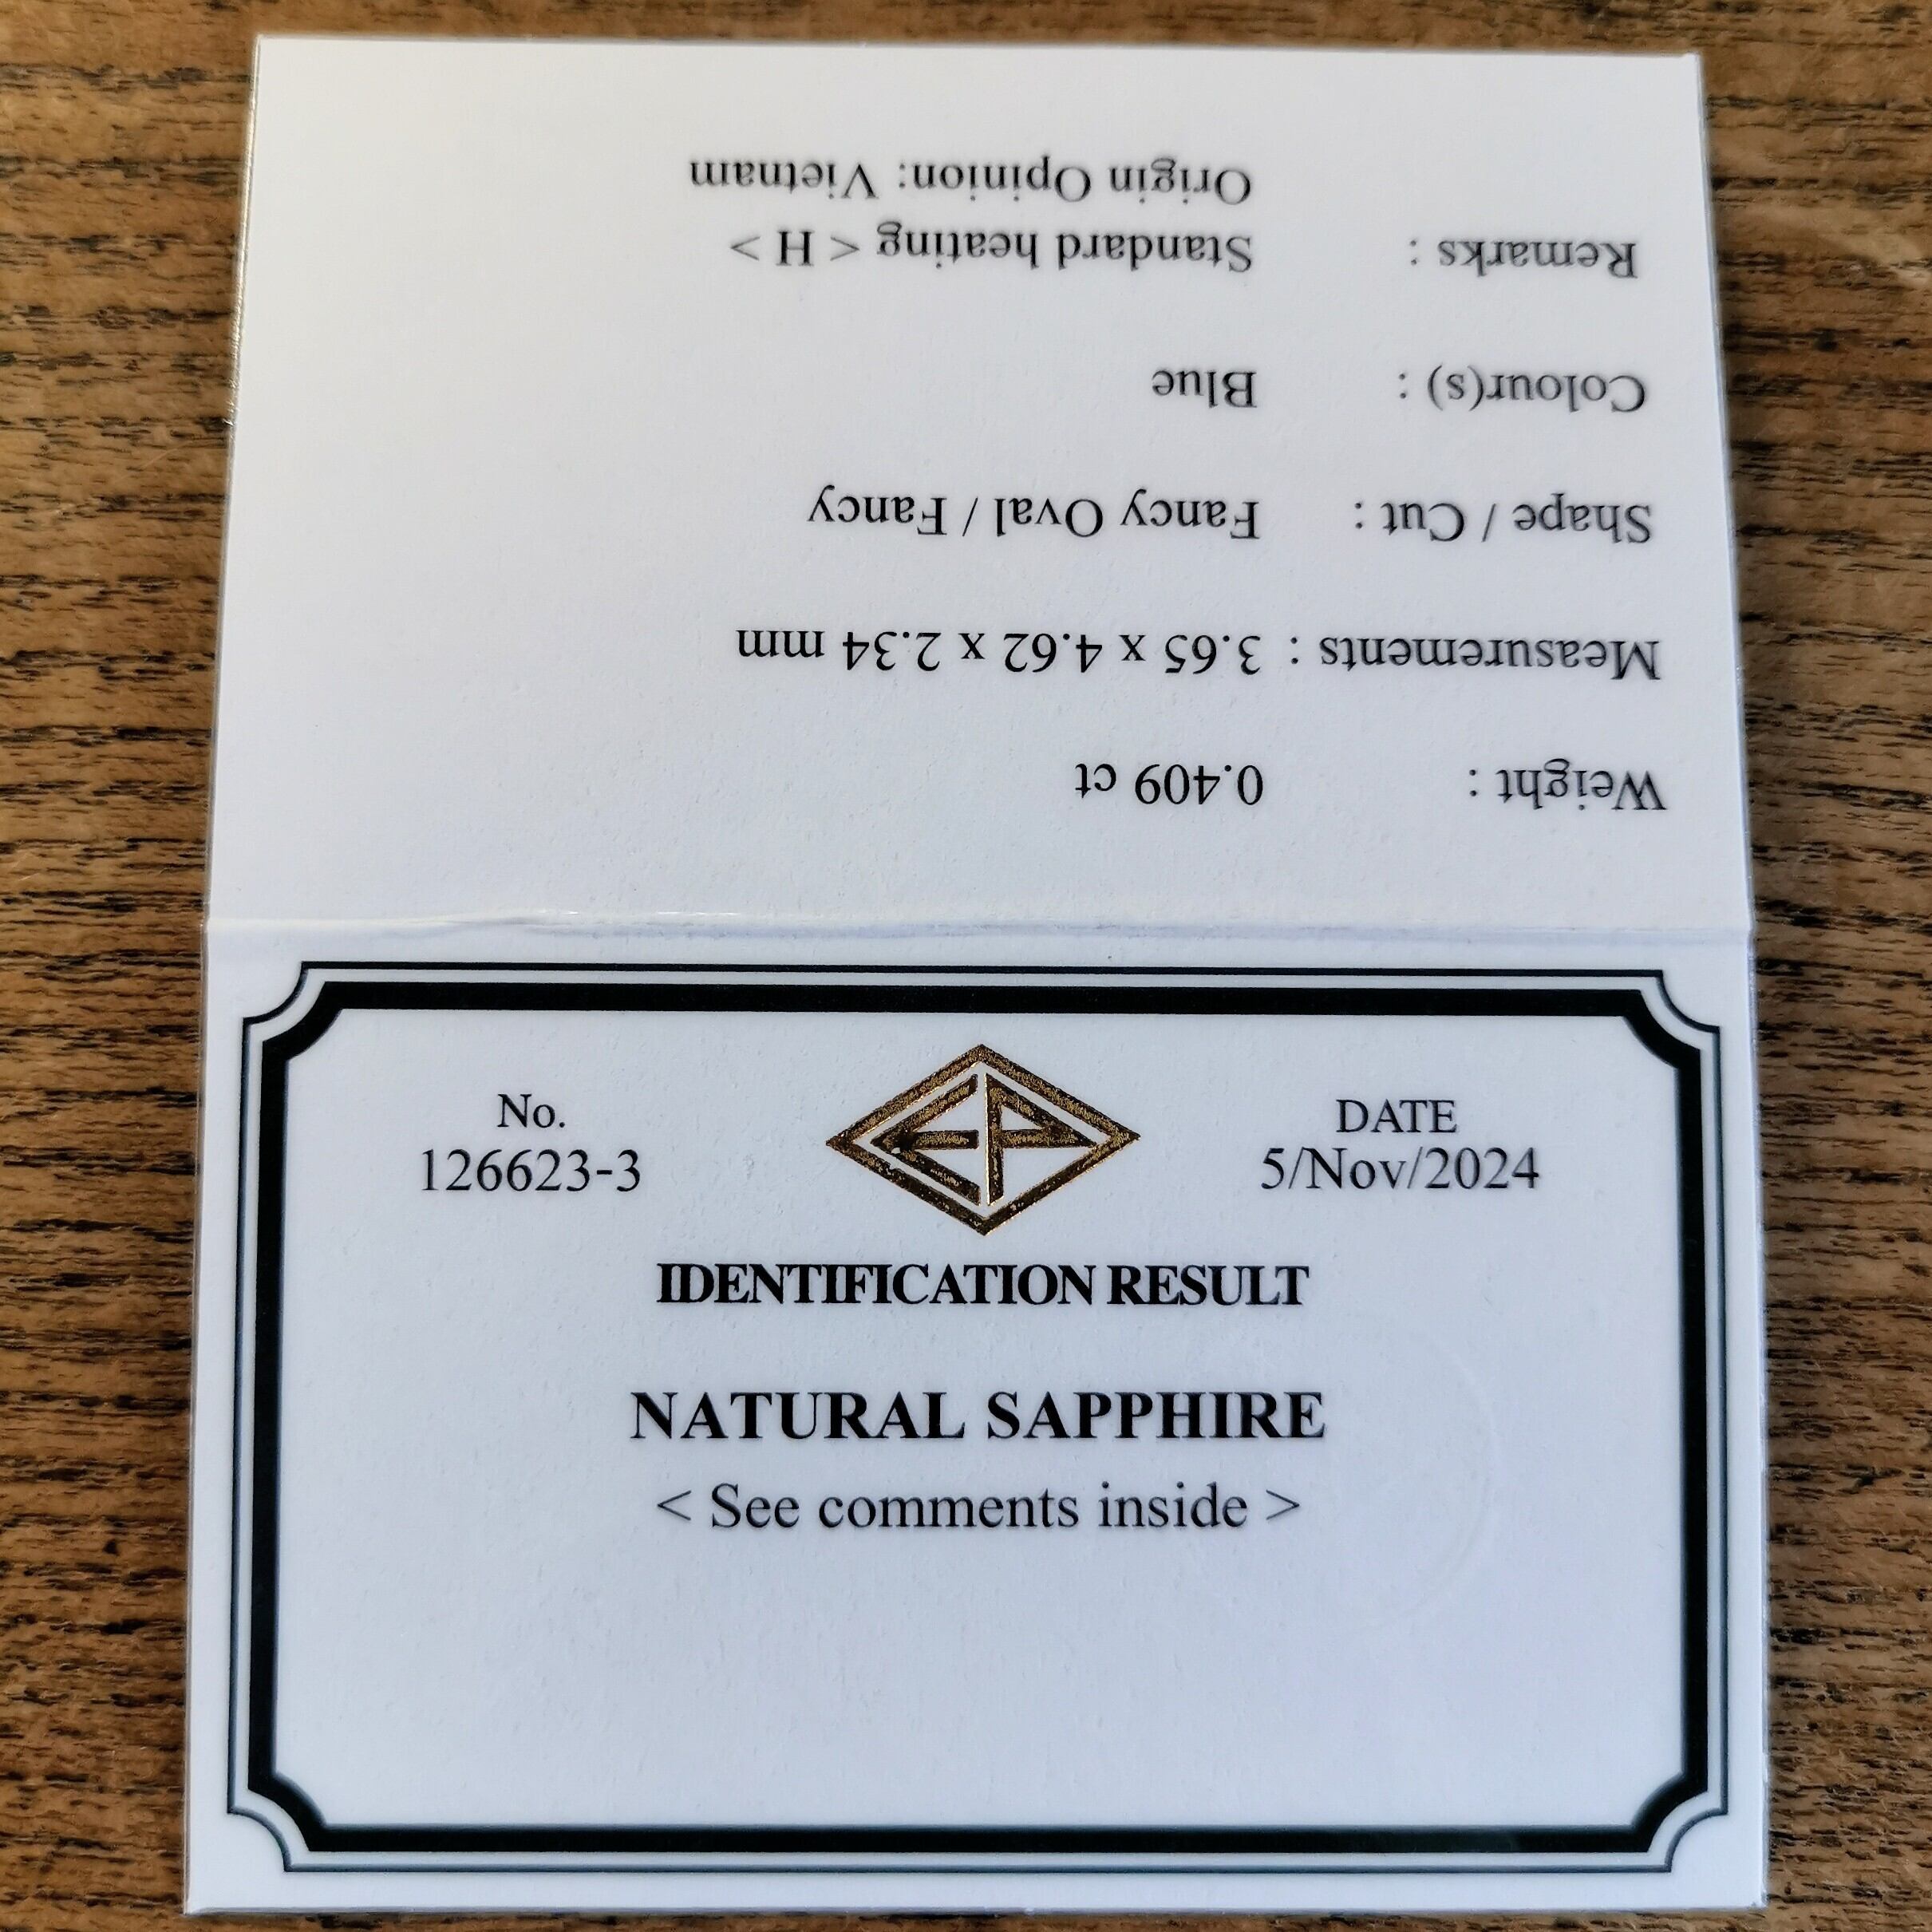 Weight : 0.409 ct
Measurements : 3.65 x 4.62 x 2.34 mm
Shape / Cut : Fancy Oval / Fancy
Colour(s) : Blue
Remarks : Standard heating < H >
Origin Opinion: Vietnam
No.
126623-3
EP
DATE
5/Nov/2024
IDENTIFICATION RESULT
NATURAL SAPPHIRE
< See comments inside >